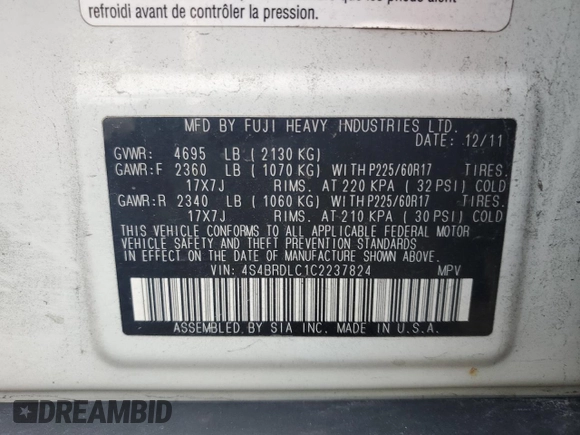 refroidi avant de contrôler la pression.
MFD BY FUJI HEAVY INDUSTRIES LTD.
DATE: 12/11
GVWR: 4695 LB ( 2130 KG)
GAWR:F 2360 LB ( 1070 KG) WITH P225/60R17 TIRES.
17X7J RIMS. AT 220 KPA ( 32 PSI) COLD
GAWR:R 2340 LB ( 1060 KG) WITH P225/60R17 TIRES.
17X7J RIMS. AT 210 KPA ( 30 PSI) COLD
THIS VEHICLE CONFORMS TO ALL APPLICABLE FEDERAL MOTOR
VEHICLE SAFETY AND THEFT PREVENTION STANDARDS
IN EFFECT ON THE DATE OF MANUFACTURE SHOWN ABOVE.
VIN: 4S4BRDLC1C2237824 MPV
ASSEMBLED BY SIA INC. MADE IN U.S.A.
DREAMBID